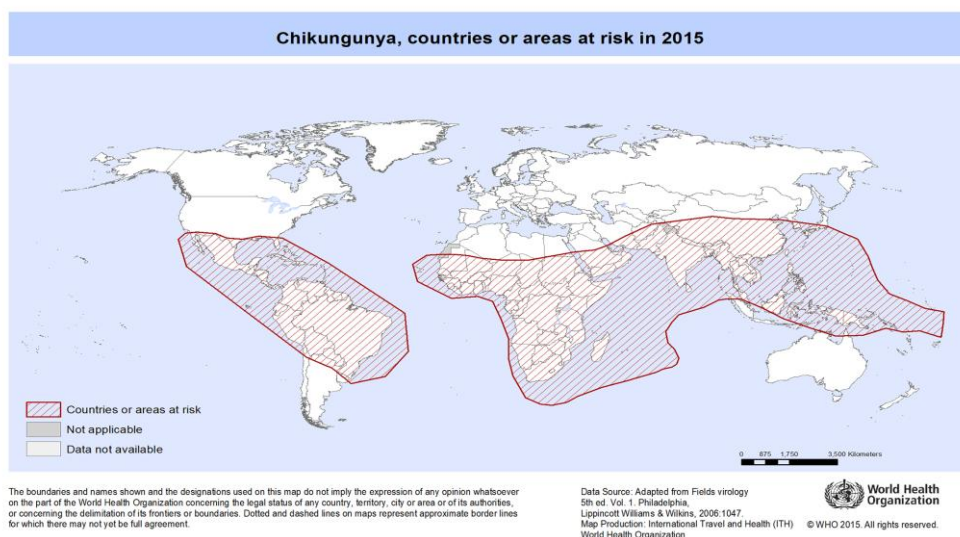 Chikungunya, countries or areas at risk in 2015
Countries or areas at risk
Not applicable
Data not available
0 875 1,750 3,500 Kilometers
The boundaries and names shown and the designations used on this map do not imply the expression of any opinion whatsoever
on the part of the World Health Organization concerning the legal status of any country, territory, city or area or of its authorities,
or concerning the delimitation of its frontiers or boundaries. Dotted and dashed lines on maps represent approximate border lines
for which there may not yet be full agreement.
Data Source: Adapted from Fields virology
5th ed. Vol. 1. Philadelphia,
Lippincott Williams & Wilkins, 2006:1047.
Map Production: International Travel and Health (ITH)
World Health Organization
World Health
Organization
© WHO 2015. All rights reserved.